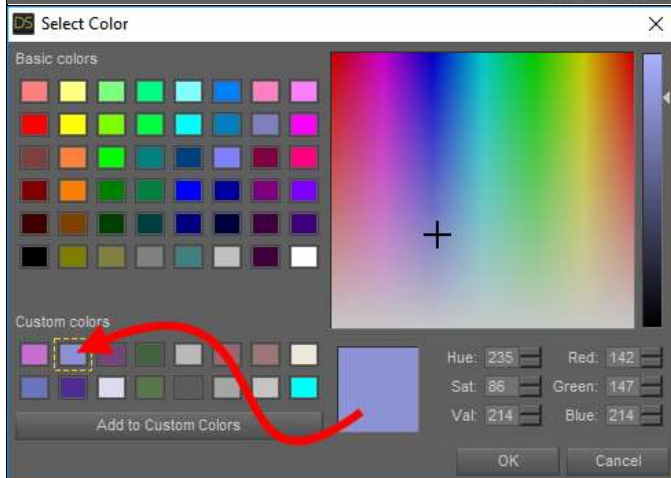 DS Select Color
Basic colors
Custom colors
Hue: 235 Red: 142
Sat: 86 Green: 147
Val: 214 Blue: 214
Add to Custom Colors
OK Cancel